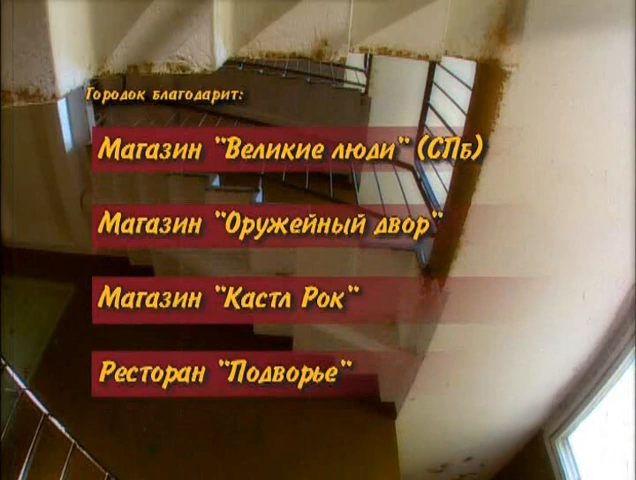 Городок благодарит:
Магазин "Великие люди" (СПб)
Магазин "Оружейный двор"
Магазин "Кастл Рок"
Ресторан "Подворье"